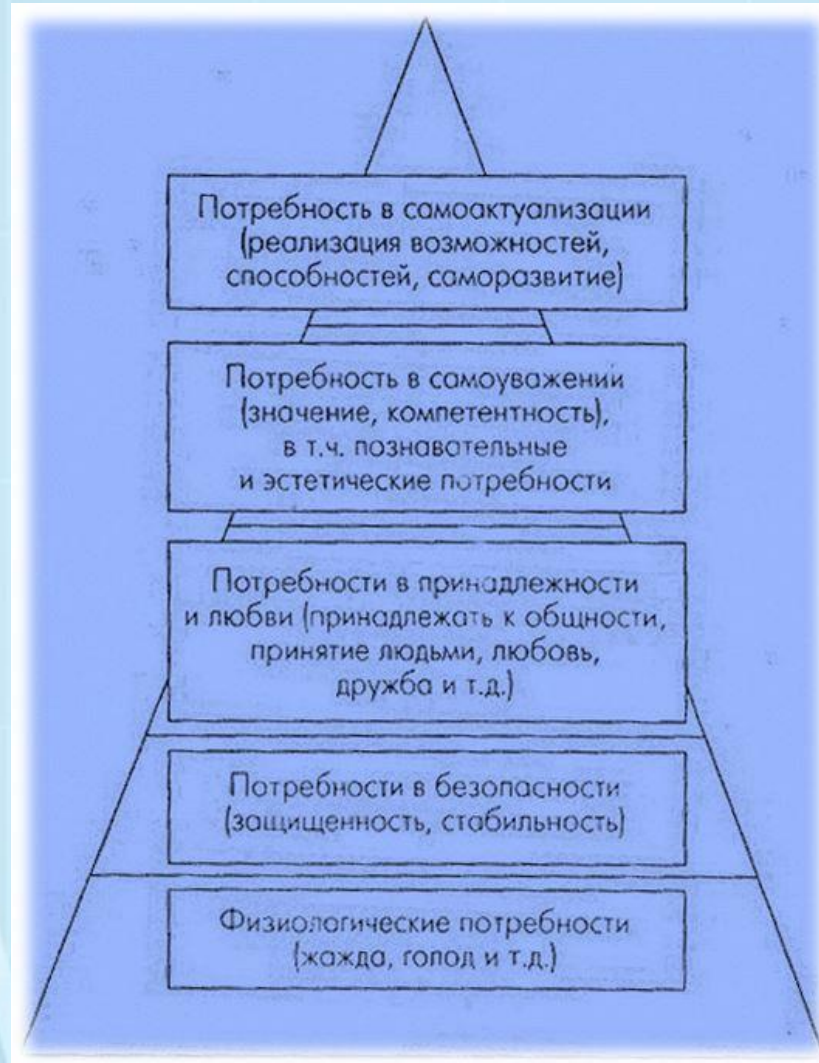 Потребность в самоактуализации
(реализация возможностей,
способностей, саморазвитие)
Потребность в самоуважении
(значение, компетентность),
в т.ч. познавательные
и эстетические потребности
Потребности в принадлежности
и любви (принадлежать к общности,
принятие людьми, любовь,
дружба и т.д.)
Потребности в безопасности
(защищенность, стабильность)
Физиологические потребности
(жажда, голод и т.д.)